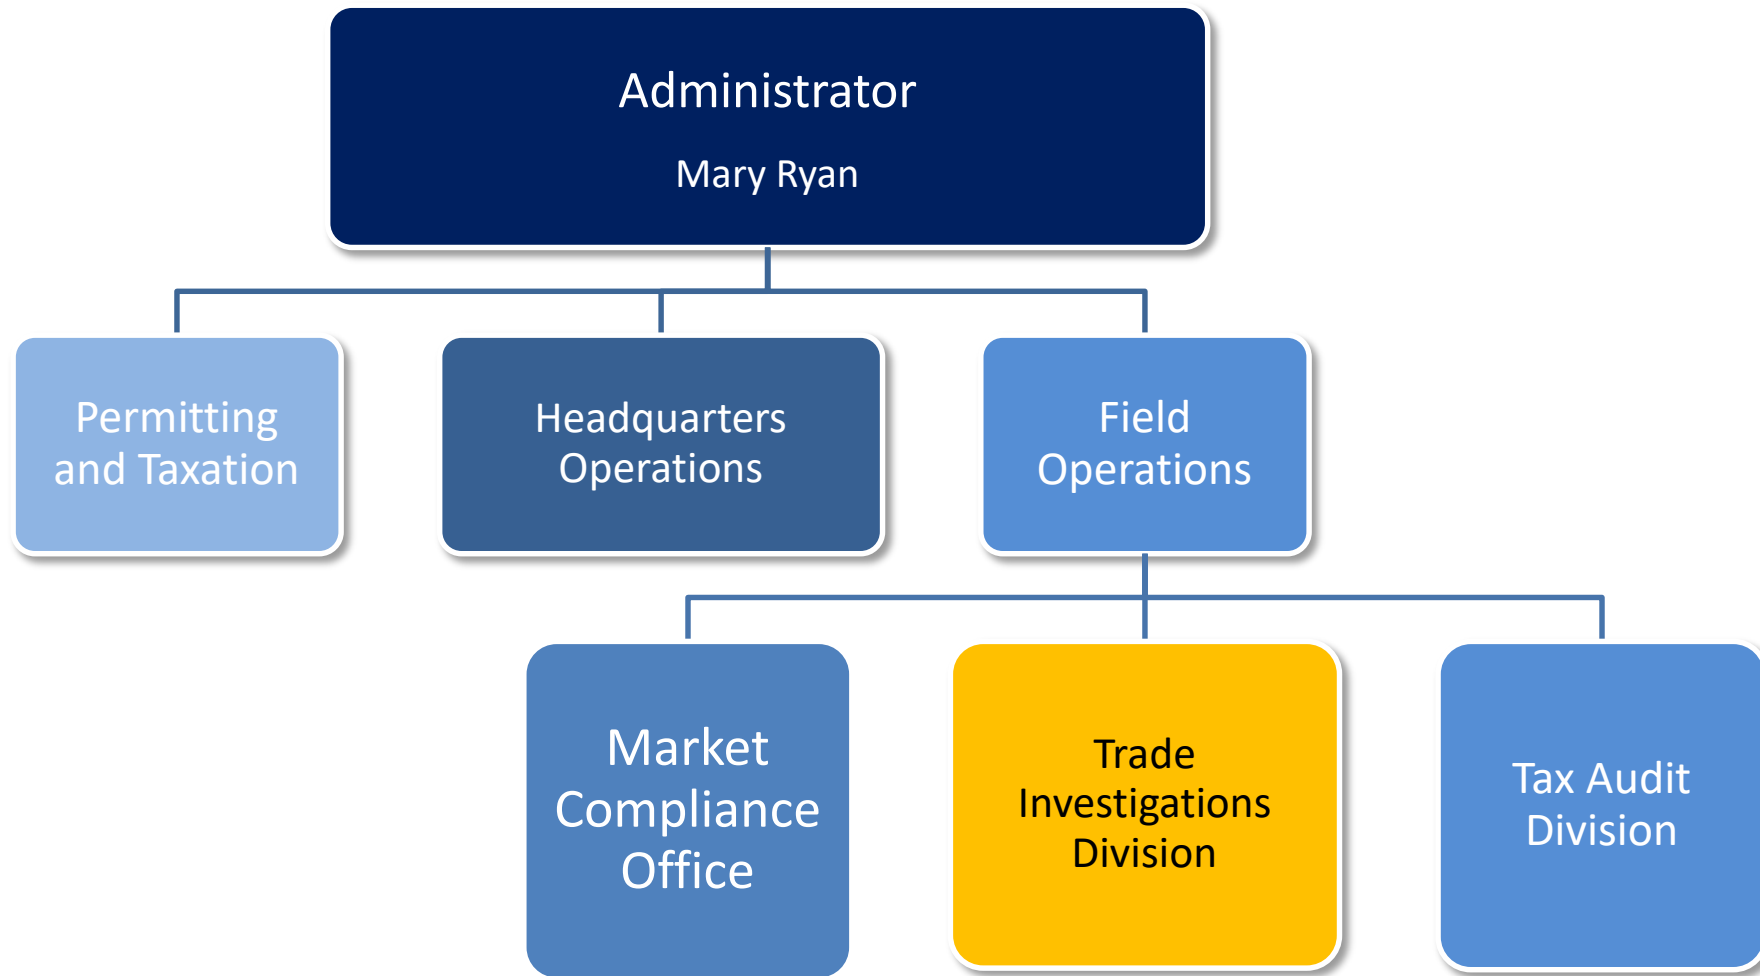 Administrator
Mary Ryan
Permitting
and Taxation
Headquarters
Operations
Field
Operations
Market
Compliance
Office
Trade
Investigations
Division
Tax Audit
Division